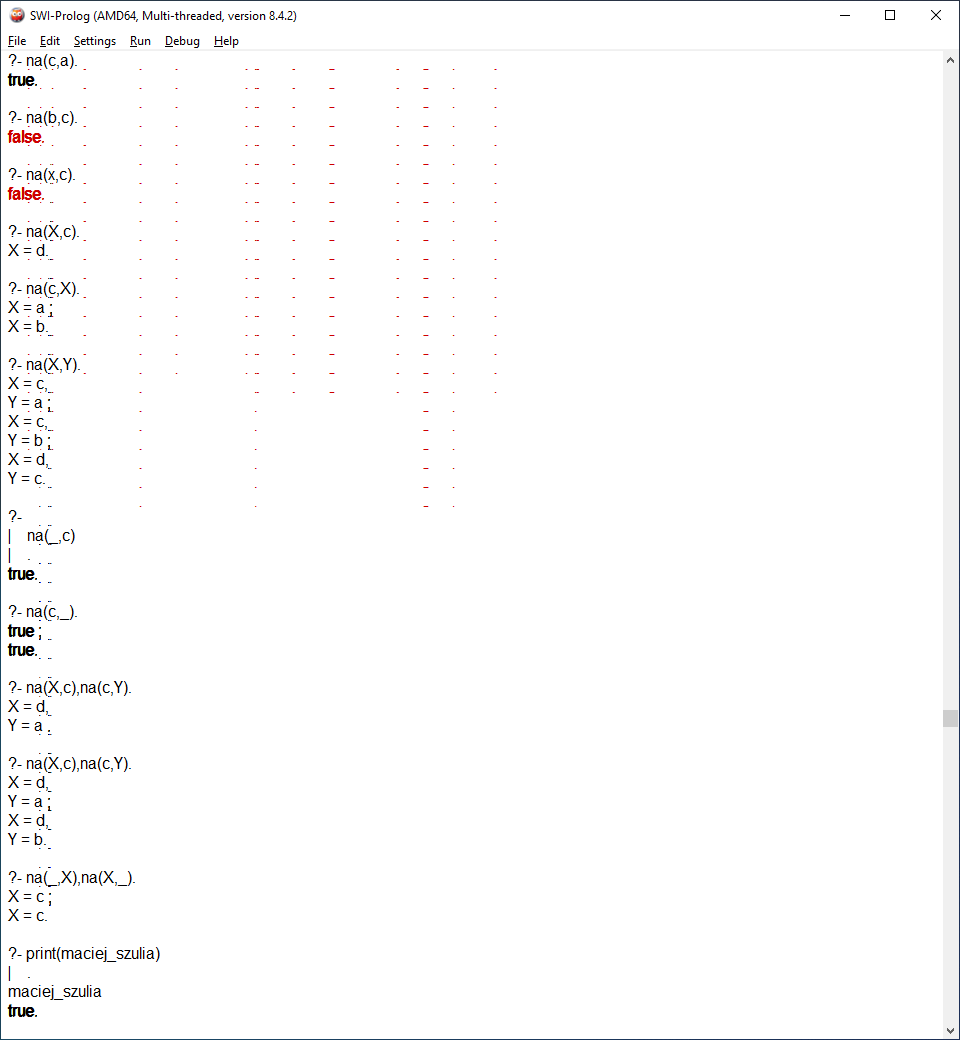 SWI-Prolog (AMD64, Multi-threaded, version 8.4.2)
File Edit Settings Run Debug Help
?- na(c,a).
true.
?- na(b,c).
false.
?- na(x,c).
false.
?- na(X,c).
X = d.
?- na(c,X).
X = a ;
X = b.
?- na(X,Y).
X = c,
Y = a ;
X = c,
Y = b ;
X = d,
Y = c.
?-
| na(_,c)
| .
true.
?- na(c,_).
true ;
true.
?- na(X,c),na(c,Y).
X = d,
Y = a .
?- na(X,c),na(c,Y).
X = d,
Y = a ;
X = d,
Y = b.
?- na(_,X),na(X,_).
X = c ;
X = c.
?- print(maciej_szulia)
| .
maciej_szulia
true.